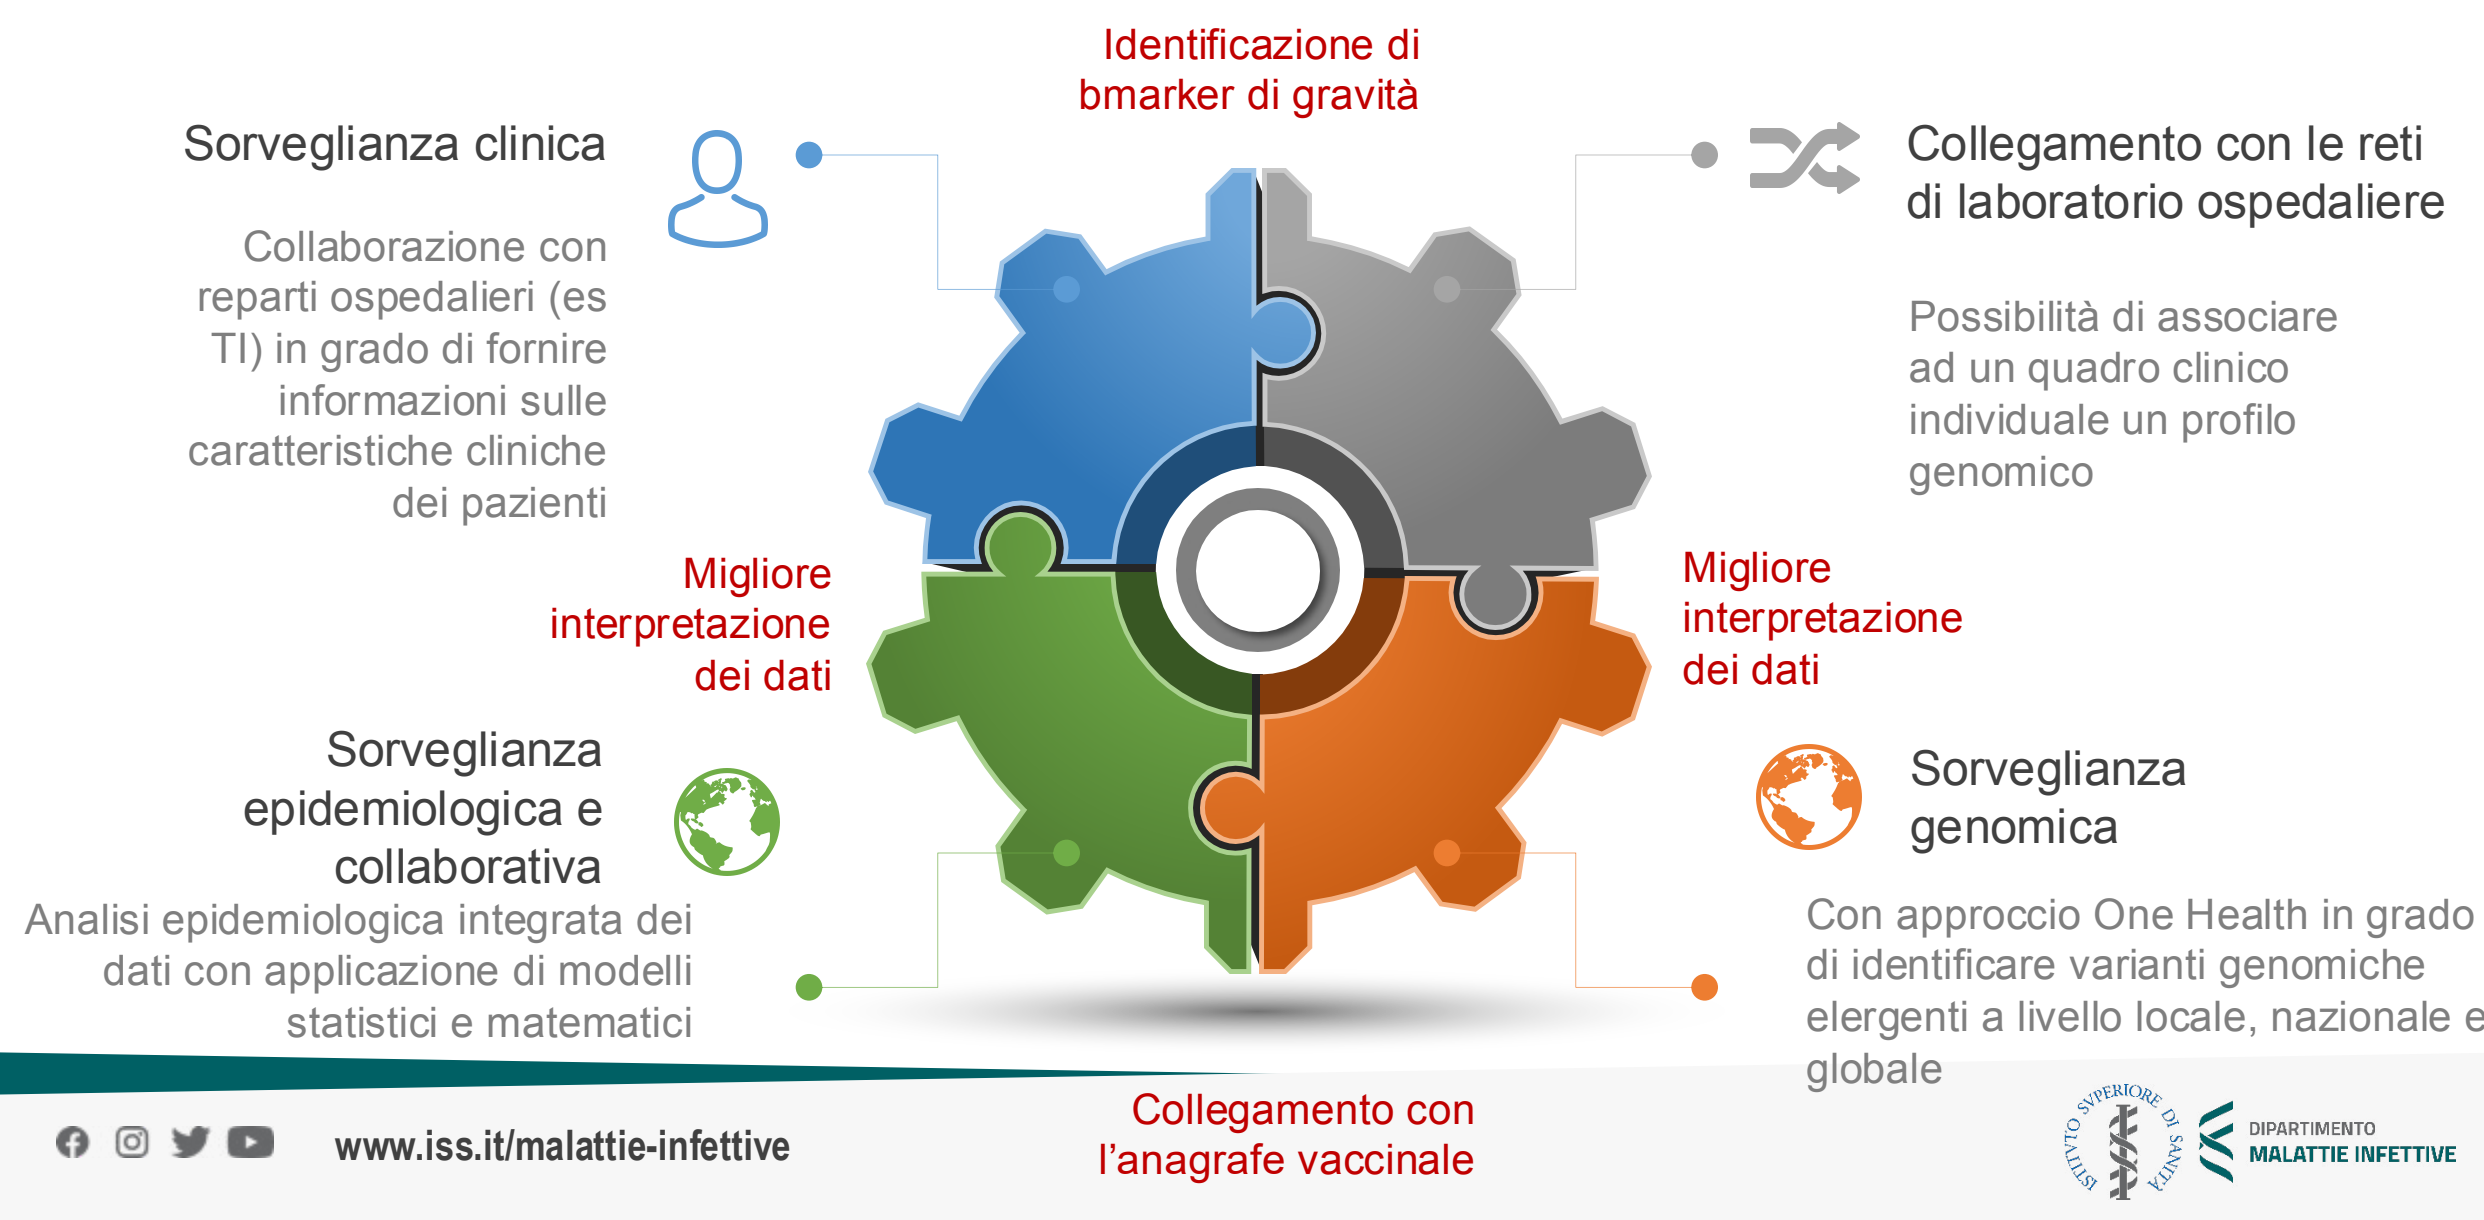 Identificazione di
bmarker di gravità
Sorveglianza clinica
Collaborazione con
reparti ospedalieri (es
TI) in grado di fornire
informazioni sulle
caratteristiche cliniche
dei pazienti
Collegamento con le reti
di laboratorio ospedaliere
Possibilità di associare
ad un quadro clinico
individuale un profilo
genomico
Migliore
interpretazione
dei dati
Migliore
interpretazione
dei dati
Sorveglianza
epidemiologica e
collaborativa
Analisi epidemiologica integrata dei
dati con applicazione di modelli
statistici e matematici
Sorveglianza
genomica
Con approccio One Health in grado
di identificare varianti genomiche
elergenti a livello locale, nazionale e
globale
Collegamento con
l’anagrafe vaccinale
www.iss.it/malattie-infettive
ISTITVTO SVPERIORE DI SANITÀ
DIPARTIMENTO
MALATTIE INFETTIVE